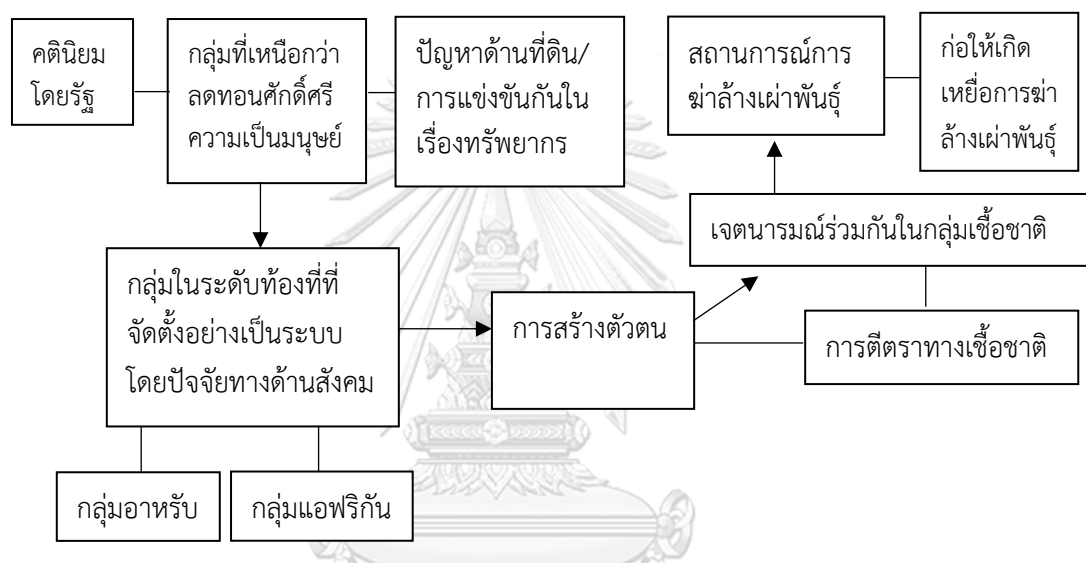 คตินิยม
โดยรัฐ
กลุ่มที่เหนือกว่า
ลดทอนศักดิ์ศรี
ความเป็นมนุษย์
ปัญหาด้านที่ดิน/
การแข่งขันกันใน
เรื่องทรัพยากร
สถานการณ์การ
ฆ่าล้างเผ่าพันธุ์
ก่อให้เกิด
เหยื่อการฆ่า
ล้างเผ่าพันธุ์
เจตนารมณ์ร่วมกันในกลุ่มเชื้อชาติ
กลุ่มในระดับท้องที่ที่
จัดตั้งอย่างเป็นระบบ
โดยปัจจัยทางด้านสังคม
การสร้างตัวตน
การตีตราทางเชื้อชาติ
กลุ่มอาหรับ
กลุ่มแอฟริกัน